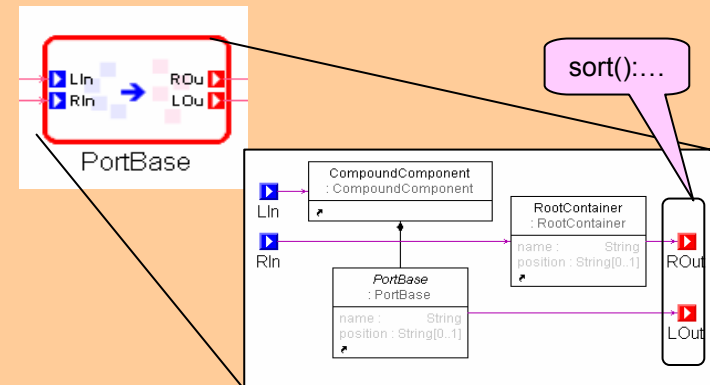 LIn ROu
RIn LOu
PortBase
sort():...
CompoundComponent
: CompoundComponent
LIn
RIn
RootContainer
: RootContainer
name : String
position : String[0..1]
ROut
PortBase
: PortBase
name : String
position : String[0..1]
LOut